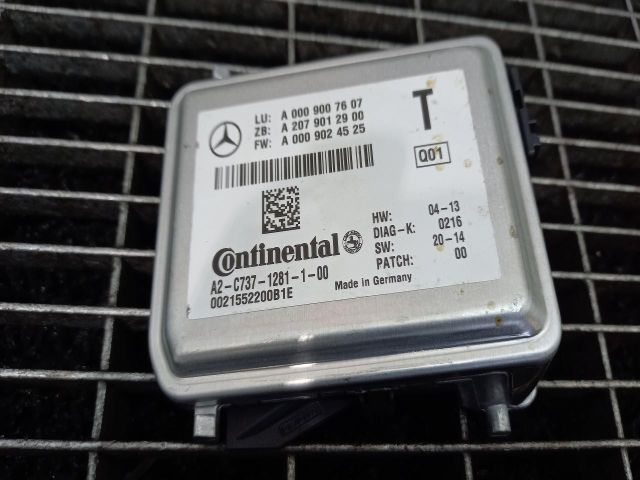 LU: A 000 900 76 07
ZB: A 207 901 29 00
FW: A 000 902 45 25
T
Q01
Continental
A2-C737-1281-1-00
0021552200B1E
HW: 04-13
DIAG-K: 0216
SW: 20-14
PATCH: 00
Made in Germany